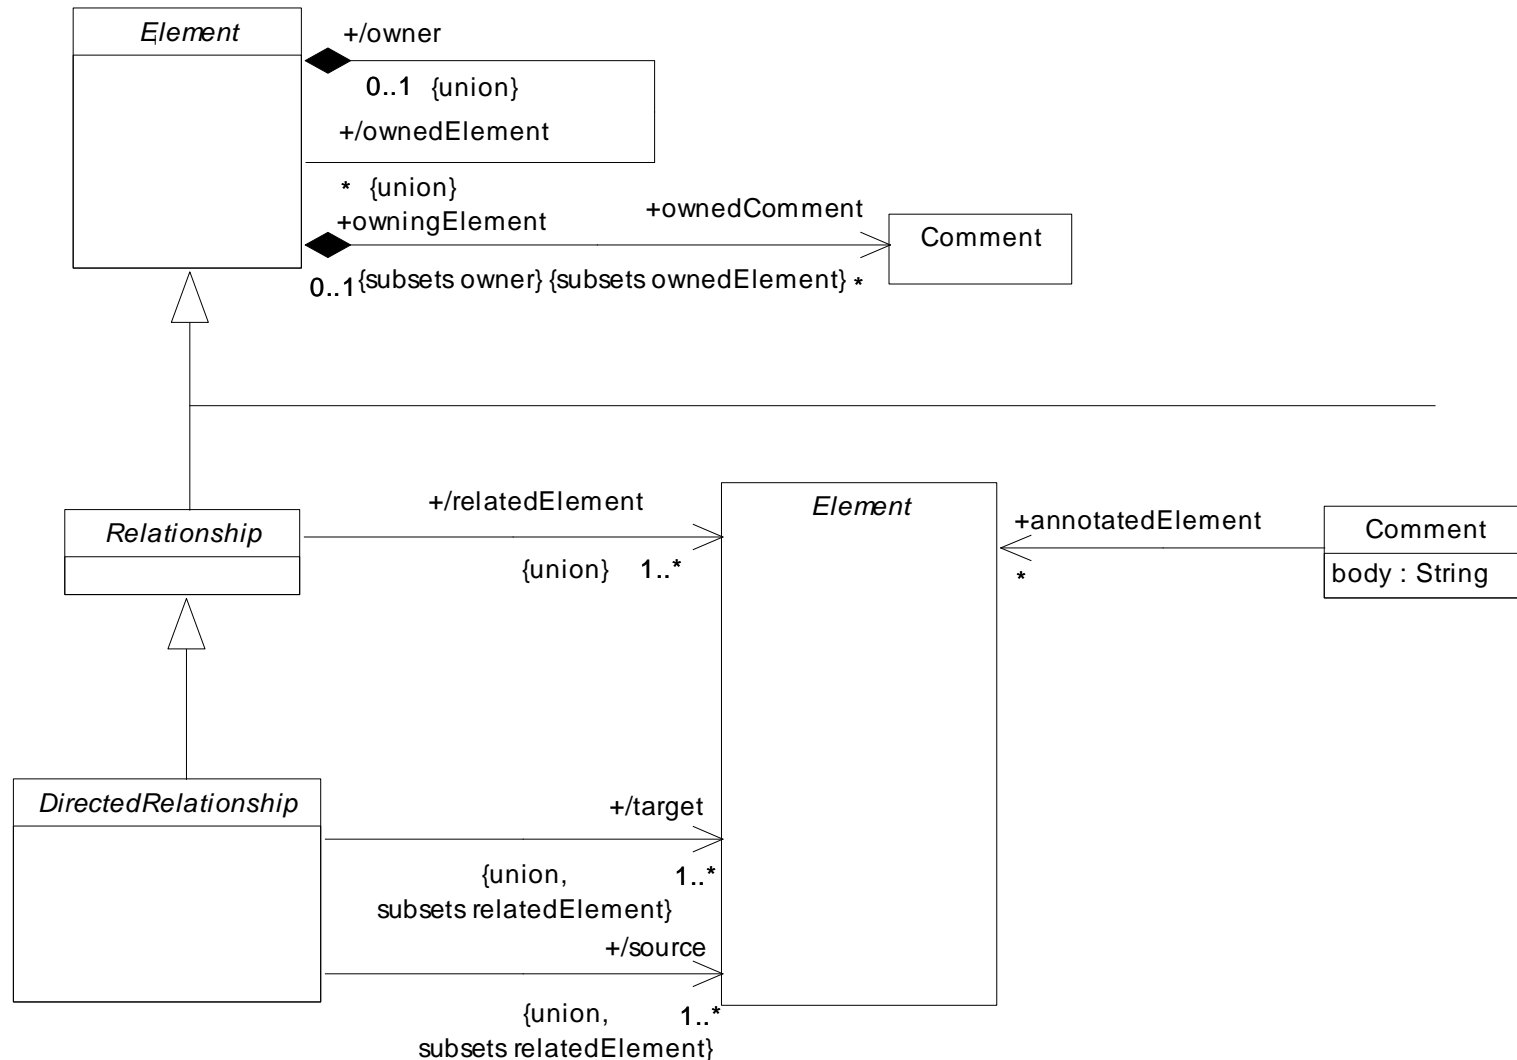 Element
+/owner
0..1 {union}
+/ownedElement
* {union}
+owningElement
+ownedComment
Comment
0..1 {subsets owner} {subsets ownedElement} *
Relationship
+/relatedElement
{union} 1..*
Element
+annotatedElement
*
Comment
body : String
DirectedRelationship
+/target
{union, 1..*
subsets relatedElement}
+/source
{union, 1..*
subsets relatedElement}